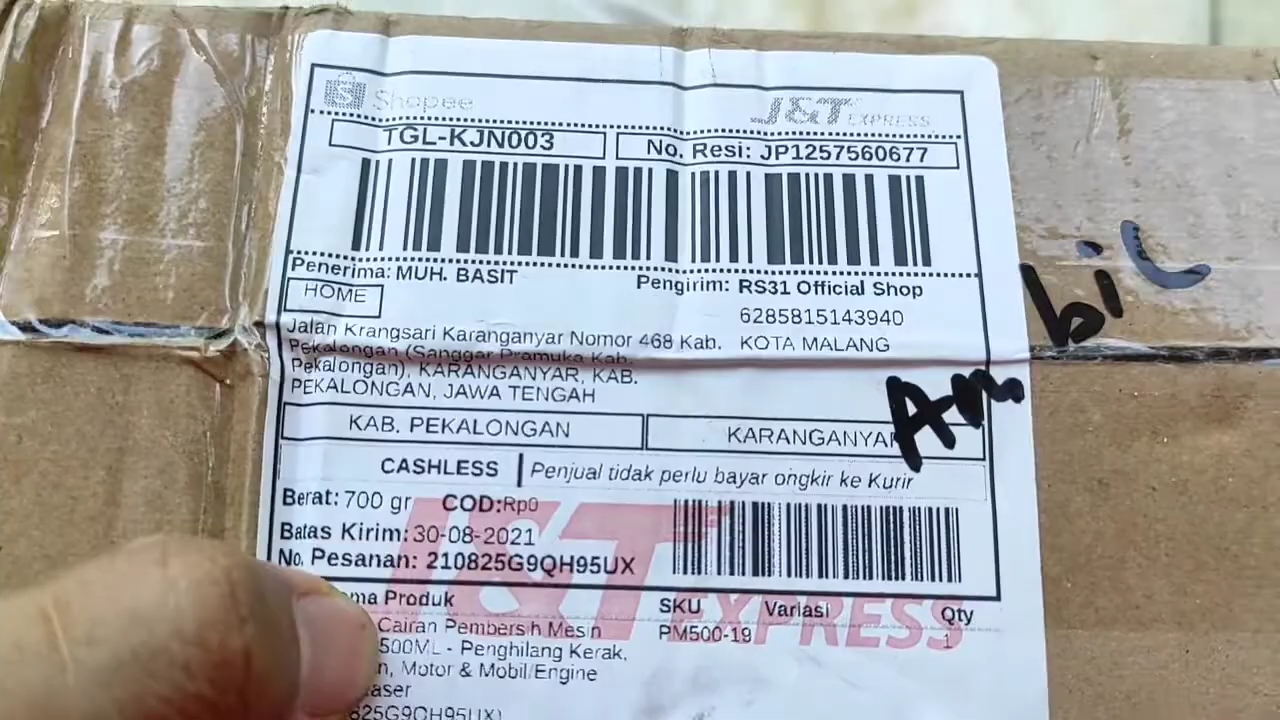 Shopee
J&T EXPRESS
TGL-KJN003
No. Resi: JP1257560677
Penerima: MUH. BASIT
Pengirim: RS31 Official Shop
HOME
6285815143940
Jalan Krangsari Karanganyar Nomor 468 Kab.
KOTA MALANG
Pekalongan (Sanggar Pramuka Kab.
Pekalongan), KARANGANYAR, KAB.
PEKALONGAN, JAWA TENGAH
KAB. PEKALONGAN
KARANGANYAR
CASHLESS
Penjual tidak perlu bayar ongkir ke Kurir
Berat: 700 gr COD:Rp0
Batas Kirim: 30-08-2021
No. Pesanan: 210825G9QH95UX
J&T EXPRESS
ma Produk SKU Variasi Qty
Cairan Pembersih Mesin PM500-19 1
500ML - Penghilang Kerak,
n, Motor & Mobil/Engine
aser
825G9QH95UX)
Ambil